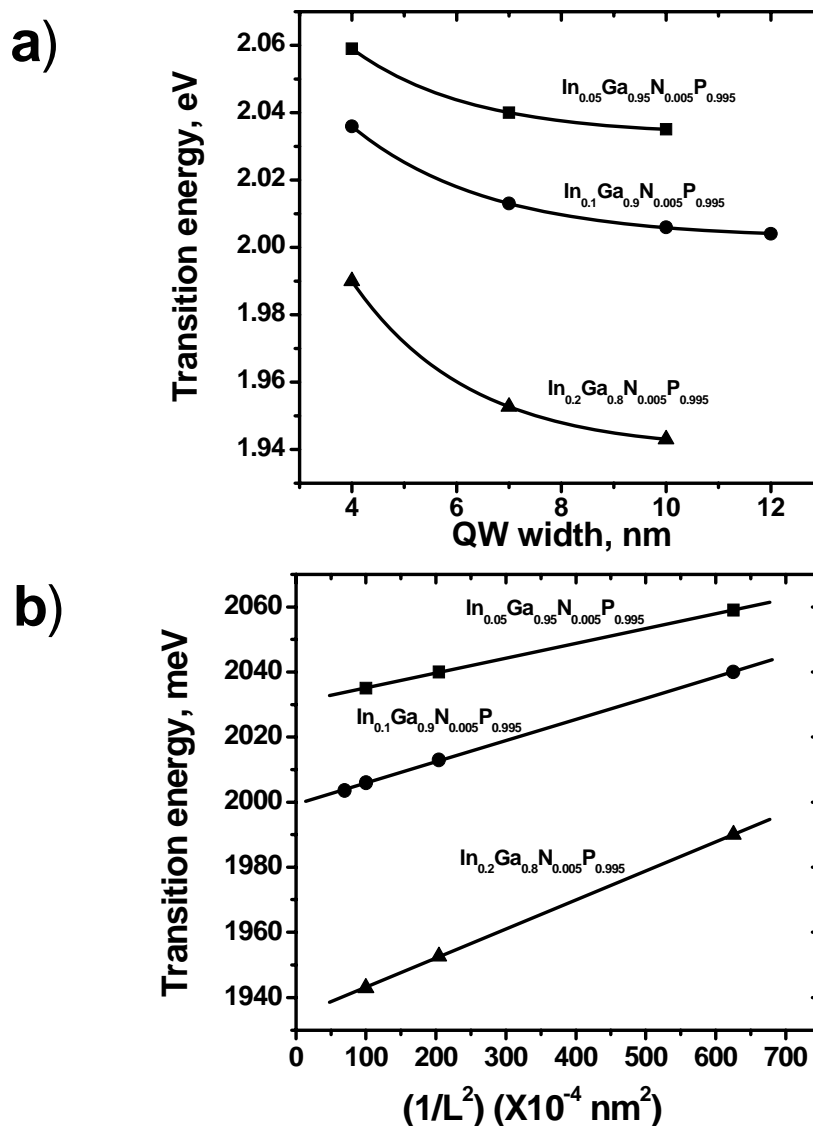 a)
Transition energy, eV
2.06
2.04
2.02
2.00
1.98
1.96
1.94
In0.05Ga0.95N0.005P0.995
In0.1Ga0.9N0.005P0.995
In0.2Ga0.8N0.005P0.995
4 6 8 10 12
QW width, nm
b)
Transition energy, meV
2060
2040
2020
2000
1980
1960
1940
In0.05Ga0.95N0.005P0.995
In0.1Ga0.9N0.005P0.995
In0.2Ga0.8N0.005P0.995
0 100 200 300 400 500 600 700
(1/L²) (X10⁻⁴ nm²)